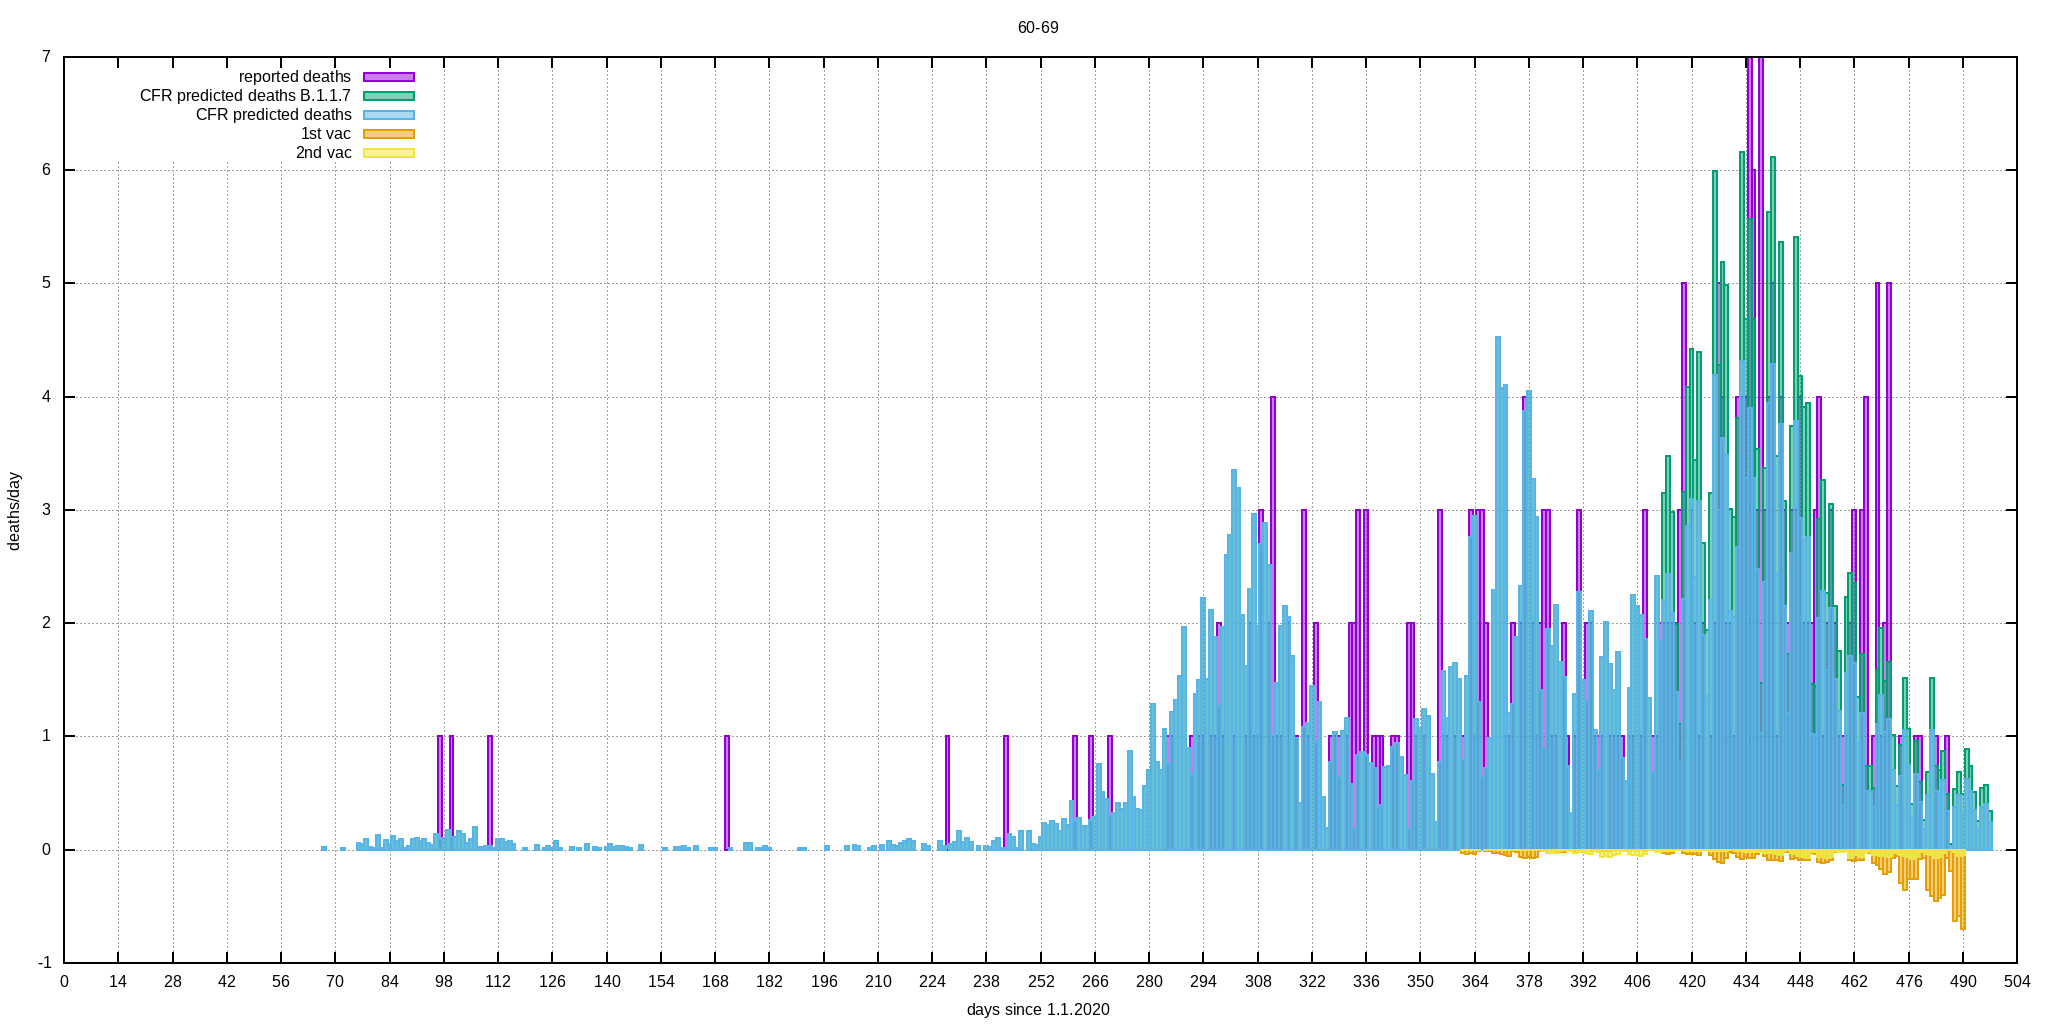 60-69
reported deaths
CFR predicted deaths B.1.1.7
CFR predicted deaths
1st vac
2nd vac
7
6
5
4
3
2
1
0
-1
deaths/day
0 14 28 42 56 70 84 98 112 126 140 154 168 182 196 210 224 238 252 266 280 294 308 322 336 350 364 378 392 406 420 434 448 462 476 490 504
days since 1.1.2020